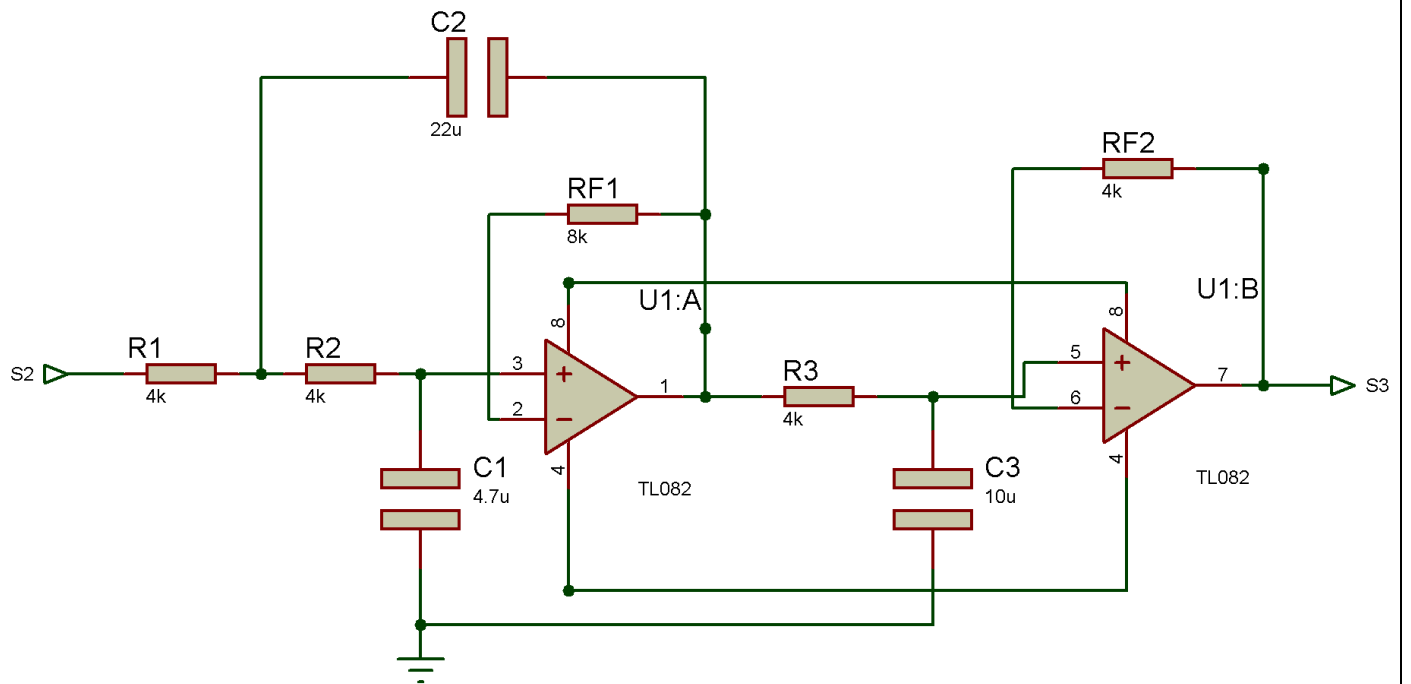 C2
22u
RF2
4k
RF1
8k
U1:A
U1:B
8
8
S2
R1
4k
R2
4k
3
+
2
−
1
4
TL082
R3
4k
5
+
6
−
7
4
TL082
S3
C1
4.7u
C3
10u